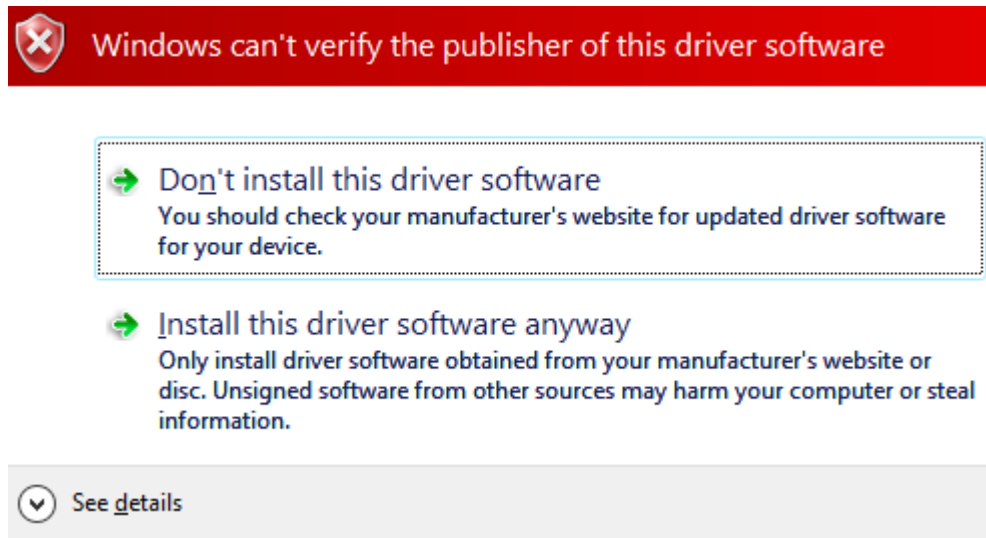 Windows can't verify the publisher of this driver software
Don't install this driver software
You should check your manufacturer's website for updated driver software
for your device.
Install this driver software anyway
Only install driver software obtained from your manufacturer's website or
disc. Unsigned software from other sources may harm your computer or steal
information.
See details